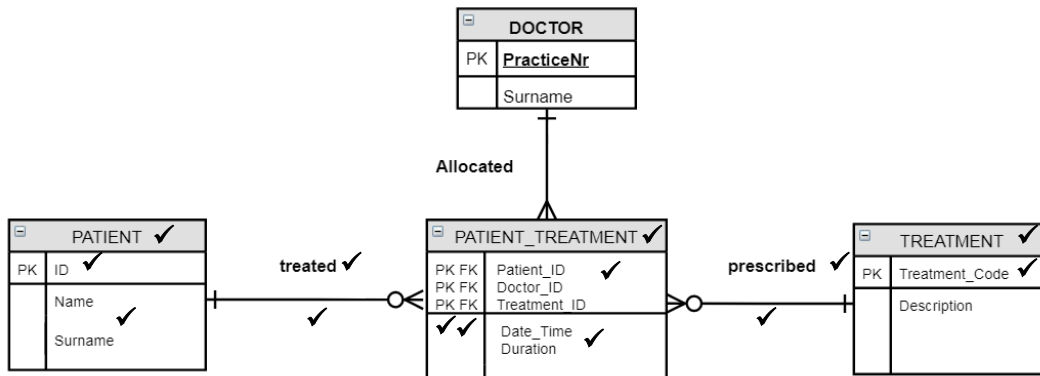 DOCTOR
PK PracticeNr
Surname
Allocated
PATIENT
PK ID
Name
Surname
treated
PATIENT_TREATMENT
PK FK Patient_ID
PK FK Doctor_ID
PK FK Treatment_ID
Date_Time
Duration
prescribed
TREATMENT
PK Treatment_Code
Description